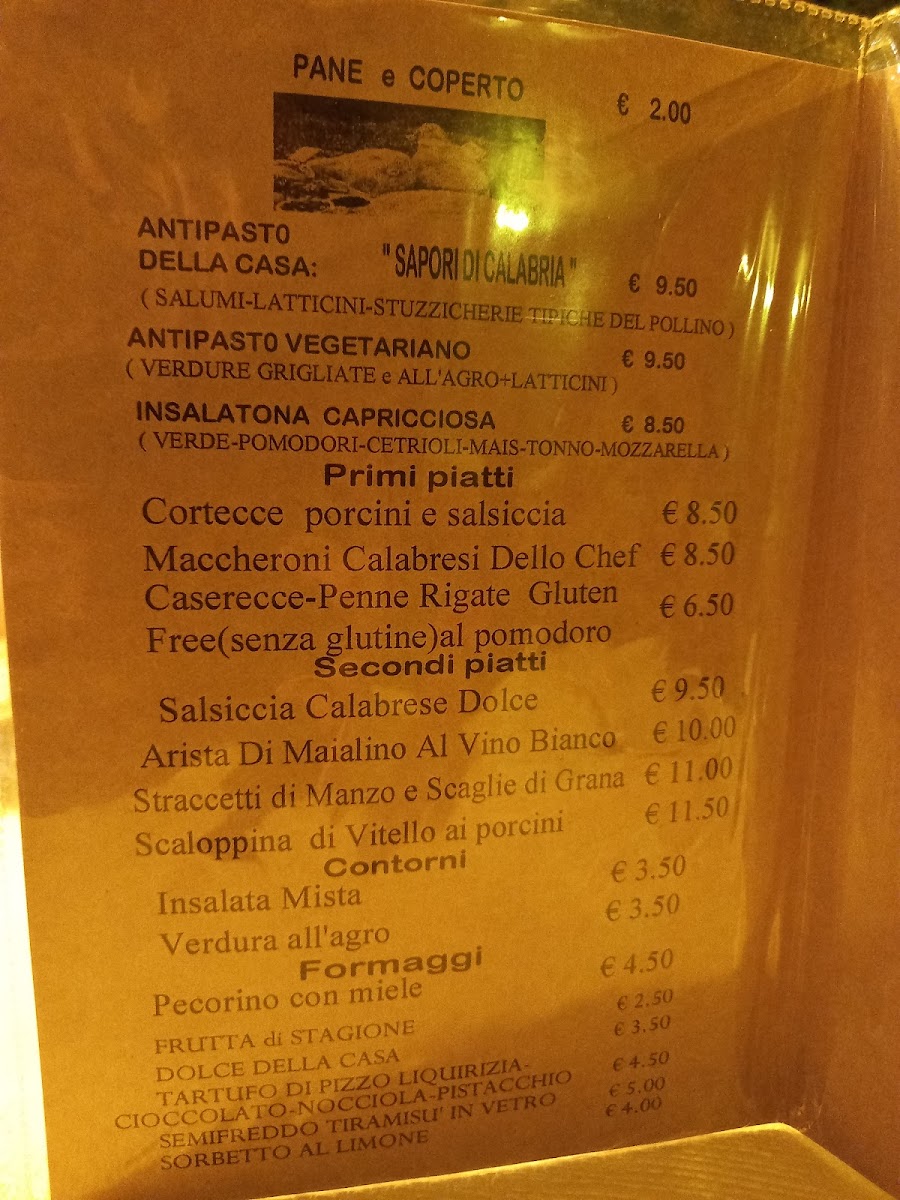 PANE e COPERTO € 2.00
ANTIPASTO
DELLA CASA: " SAPORI DI CALABRIA " € 9.50
( SALUMI-LATTICINI-STUZZICHERIE TIPICHE DEL POLLINO )
ANTIPASTO VEGETARIANO € 9.50
( VERDURE GRIGLIATE e ALL'AGRO+LATTICINI )
INSALATONA CAPRICCIOSA € 8.50
( VERDE-POMODORI-CETRIOLI-MAIS-TONNO-MOZZARELLA )
Primi piatti
Cortecce porcini e salsiccia € 8.50
Maccheroni Calabresi Dello Chef € 8.50
Caserecce-Penne Rigate Gluten € 6.50
Free(senza glutine)al pomodoro
Secondi piatti
Salsiccia Calabrese Dolce € 9.50
Arista Di Maialino Al Vino Bianco € 10.00
Straccetti di Manzo e Scaglie di Grana € 11.00
Scaloppina di Vitello ai porcini € 11.50
Contorni
Insalata Mista € 3.50
Verdura all'agro € 3.50
Formaggi
Pecorino con miele € 4.50
FRUTTA di STAGIONE € 2.50
DOLCE DELLA CASA € 3.50
TARTUFO DI PIZZO LIQUIRIZIA-
CIOCCOLATO-NOCCIOLA-PISTACCHIO € 4.50
SEMIFREDDO TIRAMISU' IN VETRO € 5.00
SORBETTO AL LIMONE € 4.00